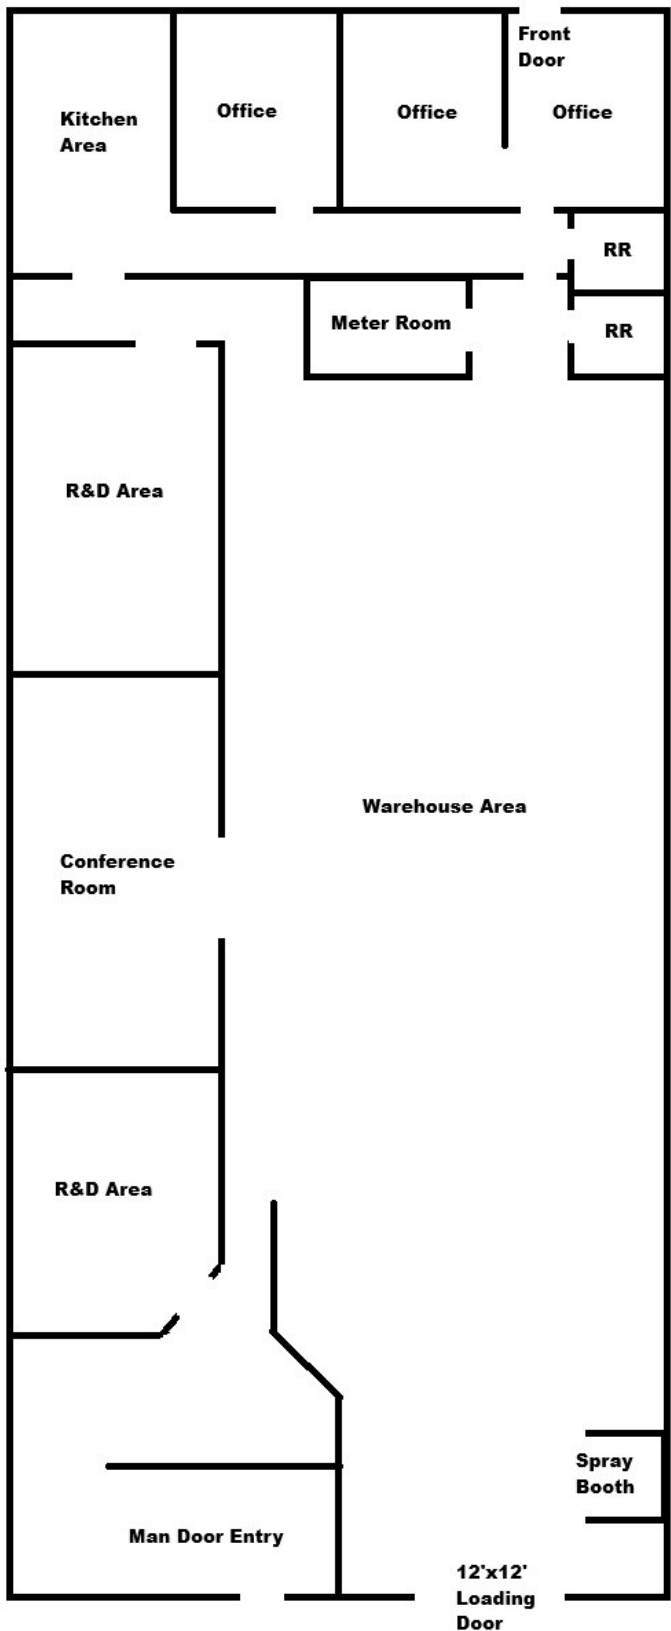 Front
Door
Kitchen
Area
Office
Office
Office
RR
Meter Room
RR
R&D Area
Warehouse Area
Conference
Room
R&D Area
Spray
Booth
Man Door Entry
12'x12'
Loading
Door